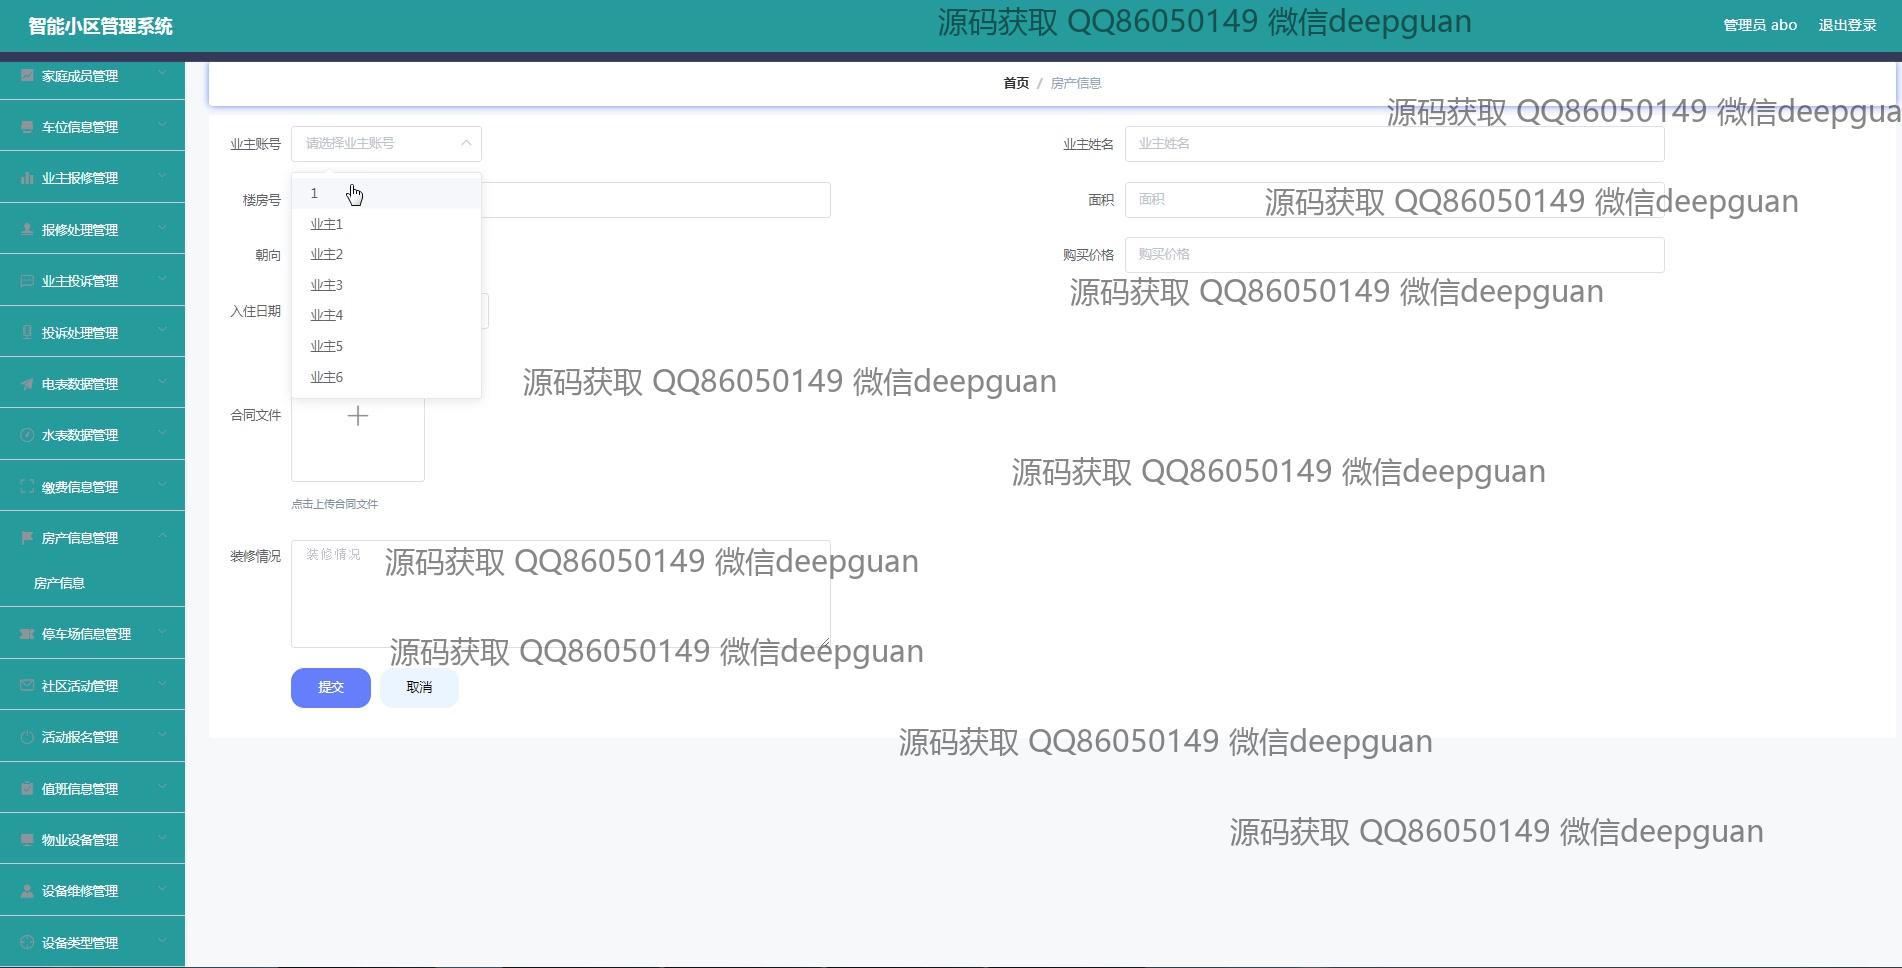 智能小区管理系统
源码获取 QQ86050149 微信deepguan
管理员 abo
退出登录
家庭成员管理
车位信息管理
业主报修管理
报修处理管理
业主投诉管理
投诉处理管理
电表数据管理
水表数据管理
缴费信息管理
房产信息管理
房产信息
停车场信息管理
社区活动管理
活动报名管理
值班信息管理
物业设备管理
设备维修管理
设备类型管理
首页 / 房产信息
源码获取 QQ86050149 微信deepgua
业主账号 请选择业主账号
业主姓名 业主姓名
1
业主1
业主2
业主3
业主4
业主5
业主6
楼房号
面积 面积
源码获取 QQ86050149 微信deepguan
朝向
购买价格 购买价格
源码获取 QQ86050149 微信deepguan
入住日期
源码获取 QQ86050149 微信deepguan
合同文件
源码获取 QQ86050149 微信deepguan
点击上传合同文件
装修情况 装修情况
源码获取 QQ86050149 微信deepguan
源码获取 QQ86050149 微信deepguan
提交 取消
源码获取 QQ86050149 微信deepguan
源码获取 QQ86050149 微信deepguan